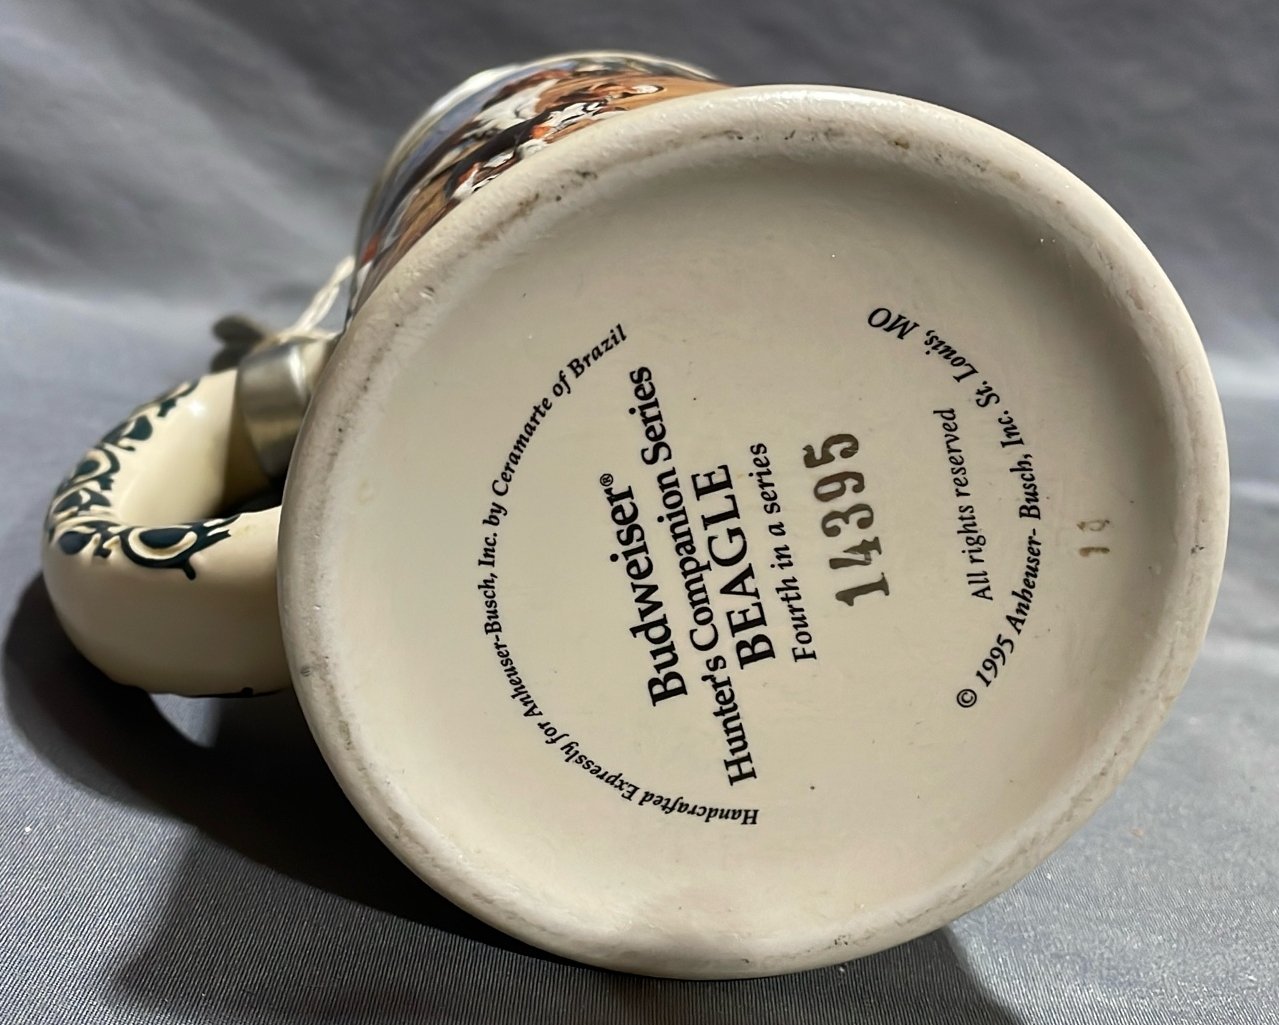 Handcrafted Expressly for Anheuser-Busch, Inc. by Ceramarte of Brazil
Budweiser®
Hunter's Companion Series
BEAGLE
Fourth in a series
14395
All rights reserved
© 1995 Anheuser- Busch, Inc. St. Louis, MO